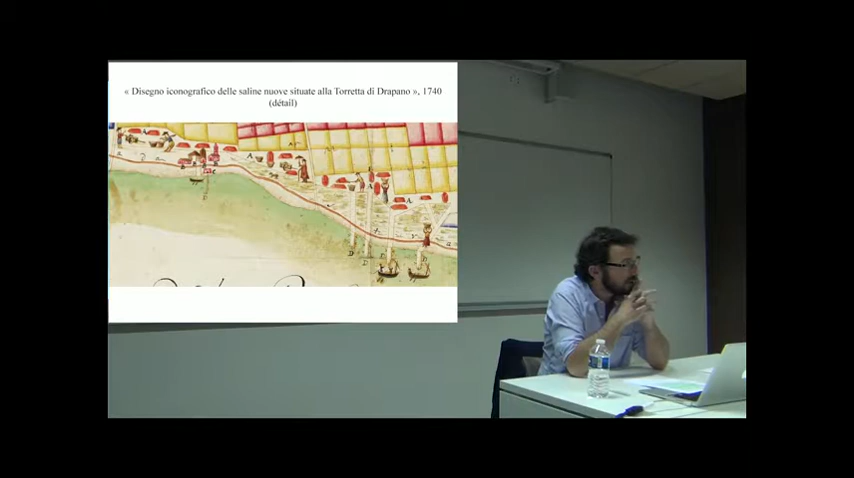 « Disegno iconografico delle saline nuove situate alla Torretta di Drapano », 1740
(détail)